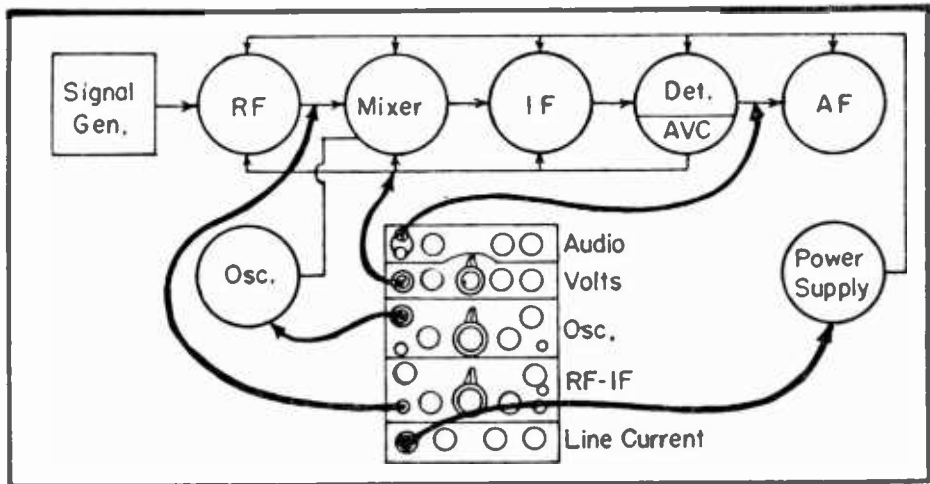 Signal
Gen.
RF
Mixer
IF
Det.
AVC
AF
Osc.
Power
Supply
Audio
Volts
Osc.
RF-IF
Line Current